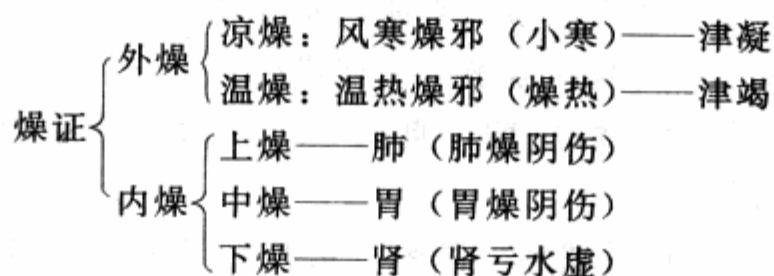 凉燥：风寒燥邪（小寒）——津凝
外燥
温燥：温热燥邪（燥热）——津竭
燥证
上燥——肺（肺燥阴伤）
内燥 中燥——胃（胃燥阴伤）
下燥——肾（肾亏水虚）